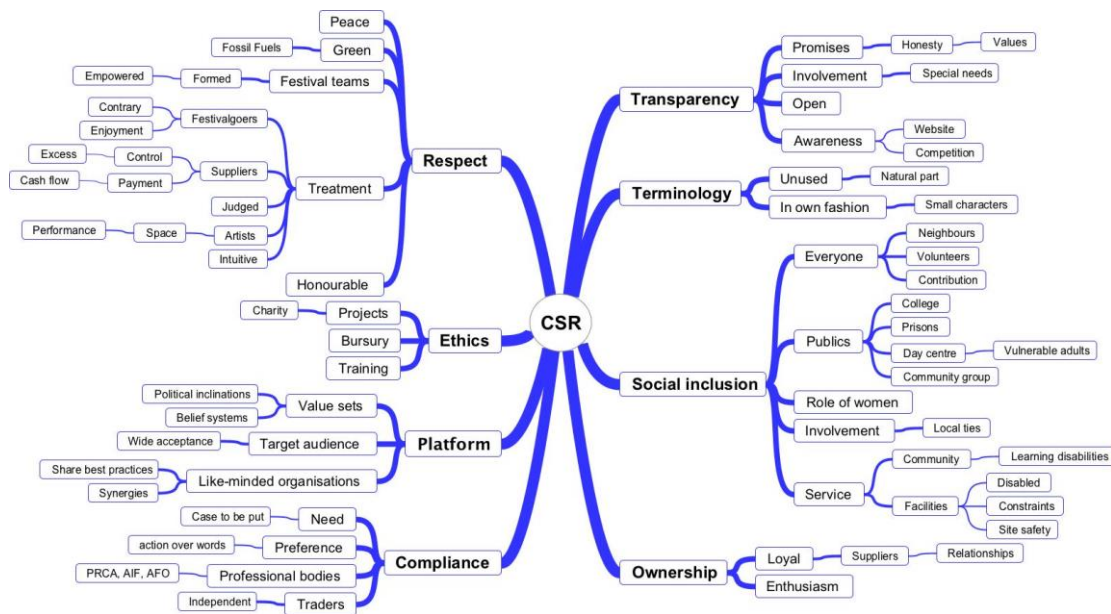 CSR
Respect
Peace
Green
Fossil Fuels
Festival teams
Formed
Empowered
Treatment
Festivalgoers
Contrary
Enjoyment
Suppliers
Control
Excess
Payment
Cash flow
Judged
Artists
Space
Performance
Intuitive
Honourable
Ethics
Projects
Charity
Bursury
Training
Platform
Value sets
Political inclinations
Belief systems
Target audience
Wide acceptance
Like-minded organisations
Share best practices
Synergies
Compliance
Need
Case to be put
Preference
action over words
Professional bodies
PRCA, AIF, AFO
Traders
Independent
Transparency
Promises
Honesty
Values
Involvement
Special needs
Open
Awareness
Website
Competition
Terminology
Unused
Natural part
In own fashion
Small characters
Social inclusion
Everyone
Neighbours
Volunteers
Contribution
Publics
College
Prisons
Day centre
Vulnerable adults
Community group
Role of women
Involvement
Local ties
Service
Community
Learning disabilities
Facilities
Disabled
Constraints
Site safety
Ownership
Loyal
Suppliers
Relationships
Enthusiasm